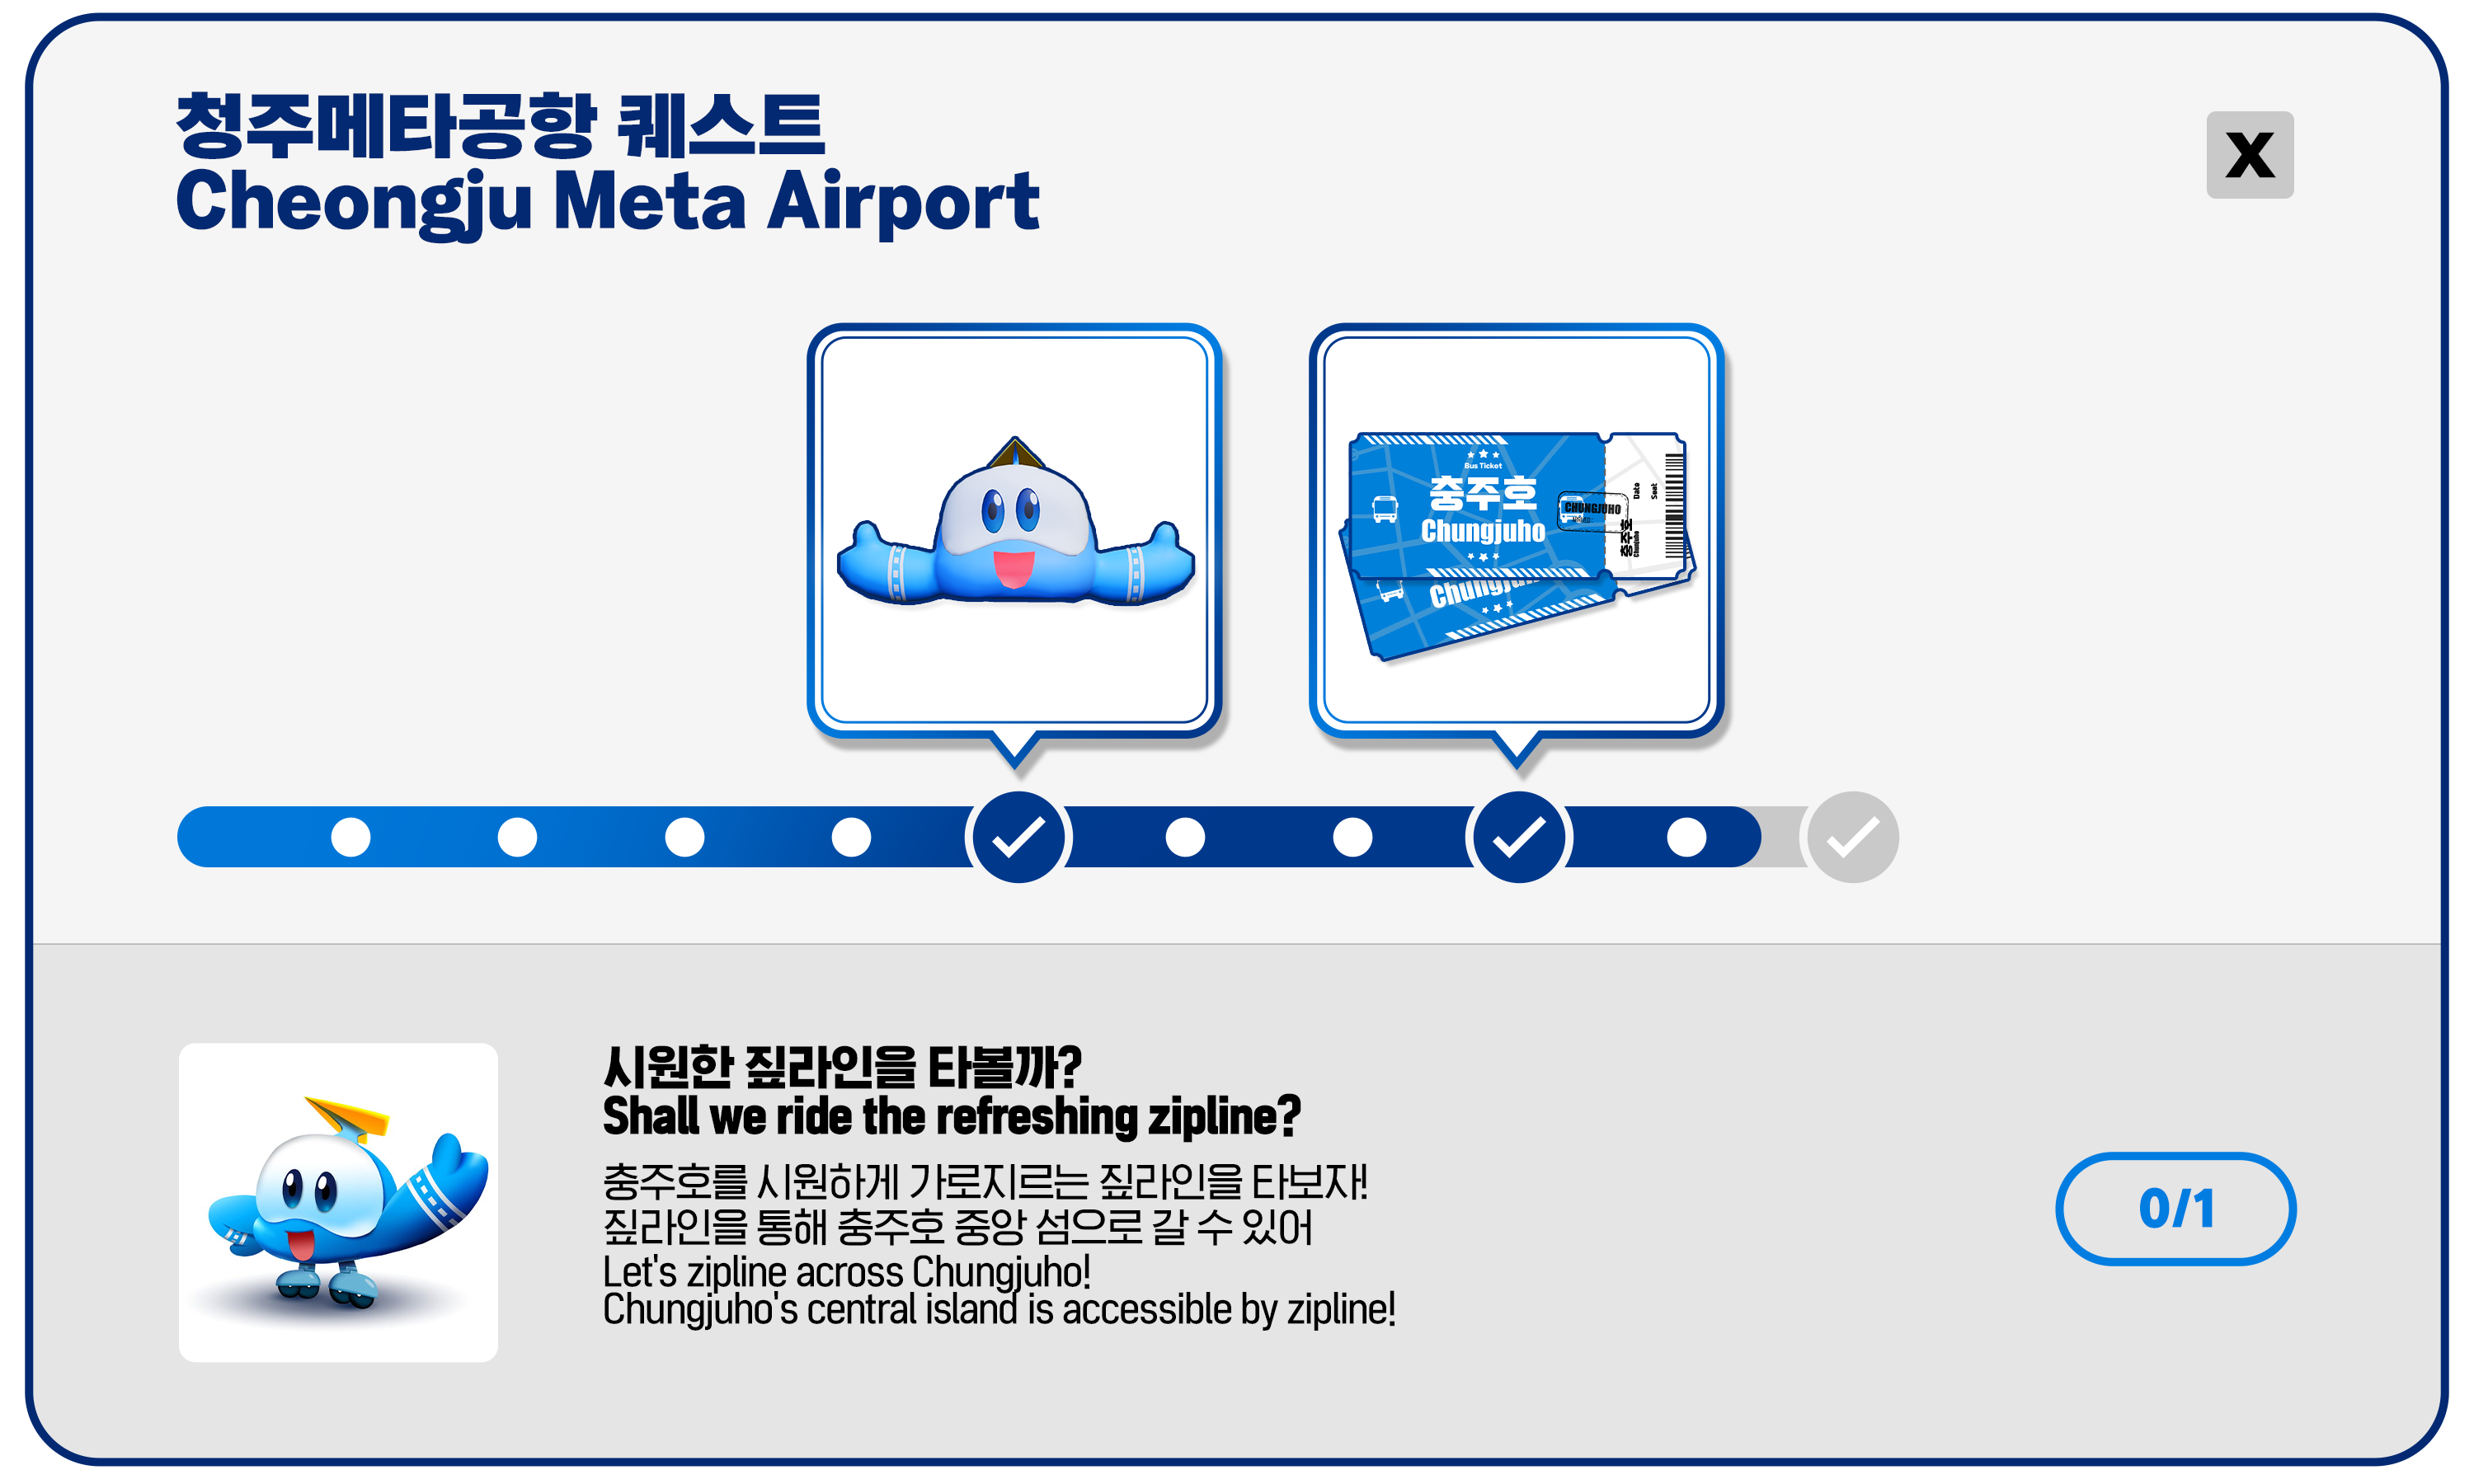 청주메타공항 퀘스트
Cheongju Meta Airport
X
Bus Ticket
충주호
Chungjuho
CHUNGJUHO
Date
Seat
충주호
Chungjuho
시원한 짚라인을 타볼까?
Shall we ride the refreshing zipline?
충주호를 시원하게 가로지르는 짚라인을 타보자!
짚라인을 통해 충주호 중앙 섬으로 갈 수 있어
Let's zipline across Chungjuho!
Chungjuho's central island is accessible by zipline!
0/1